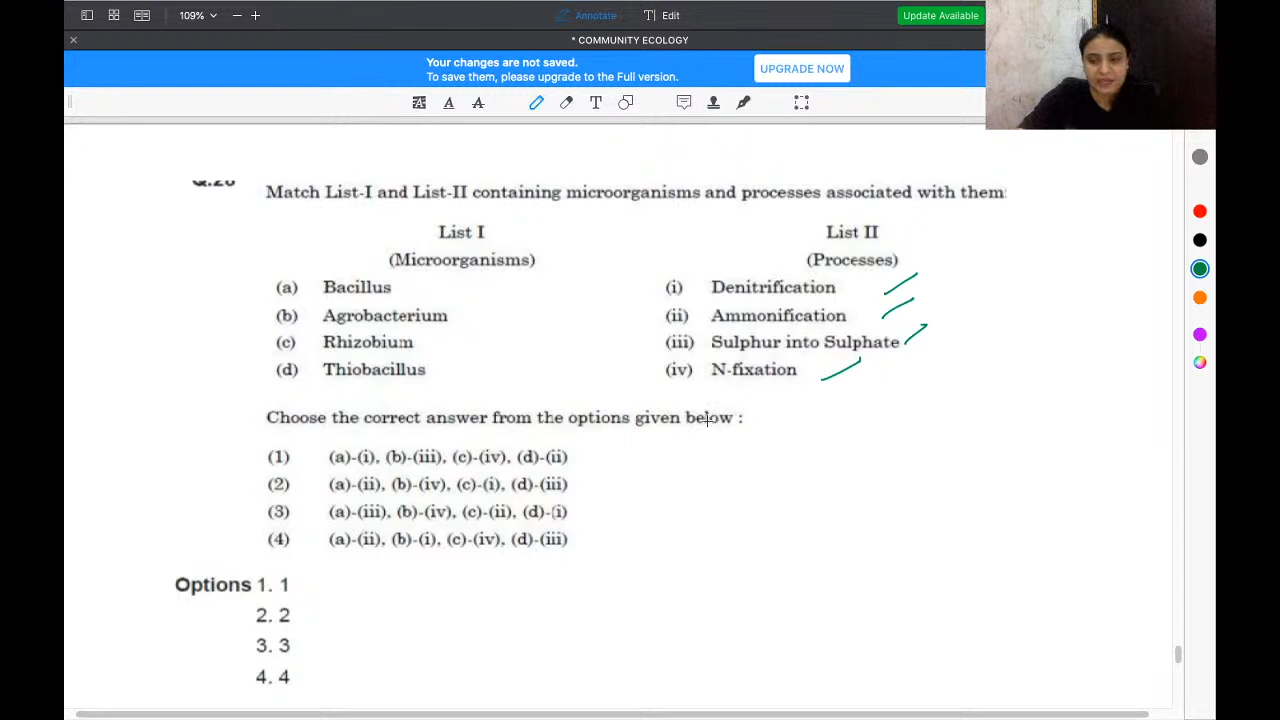 109%
Annotate
Edit
Update Available
* COMMUNITY ECOLOGY
Your changes are not saved.
To save them, please upgrade to the Full version.
UPGRADE NOW
Match List-I and List-II containing microorganisms and processes associated with them:
List I List II
(Microorganisms) (Processes)
(a) Bacillus (i) Denitrification
(b) Agrobacterium (ii) Ammonification
(c) Rhizobium (iii) Sulphur into Sulphate
(d) Thiobacillus (iv) N-fixation
Choose the correct answer from the options given below :
(1) (a)-(i), (b)-(iii), (c)-(iv), (d)-(ii)
(2) (a)-(ii), (b)-(iv), (c)-(i), (d)-(iii)
(3) (a)-(iii), (b)-(iv), (c)-(ii), (d)-(i)
(4) (a)-(ii), (b)-(i), (c)-(iv), (d)-(iii)
Options 1. 1
2. 2
3. 3
4. 4